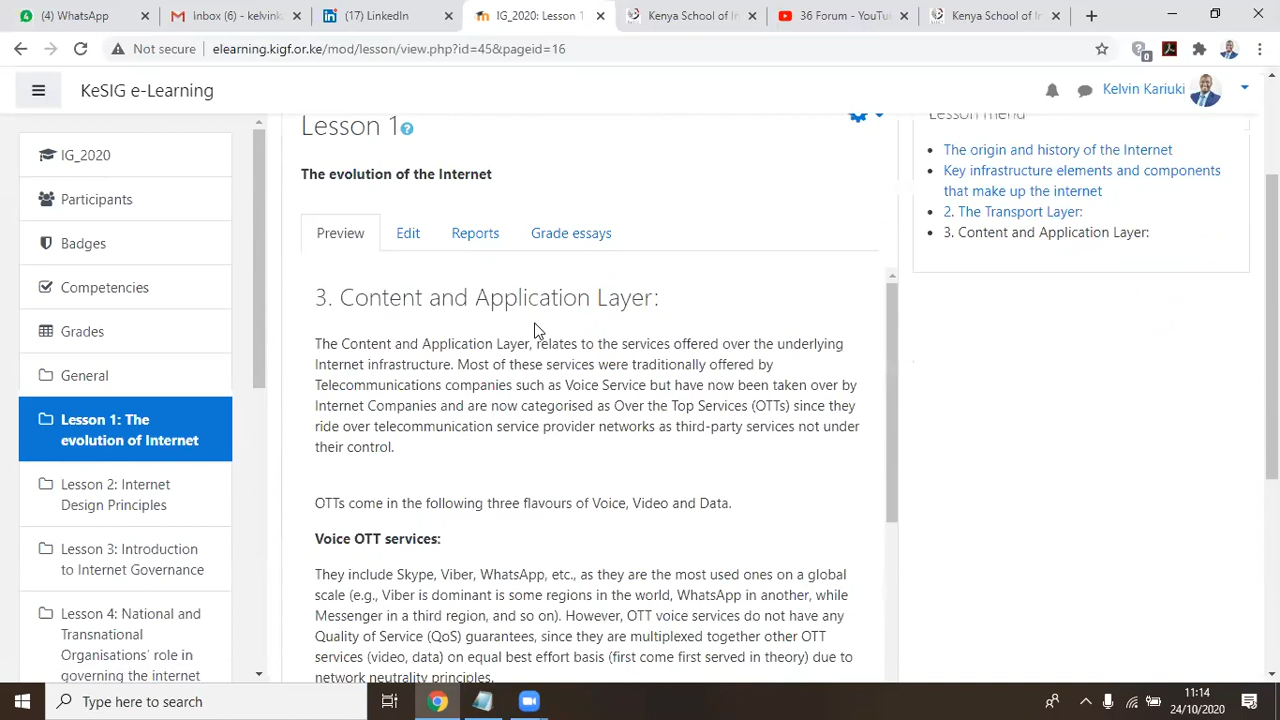 (4) WhatsApp
Inbox (6) - kelvink
(17) LinkedIn
IG_2020: Lesson 1
Kenya School of In
36 Forum - YouTu
Kenya School of In
Not secure
elearning.kigf.or.ke/mod/lesson/view.php?id=45&pageid=16
0
KeSIG e-Learning
Kelvin Kariuki
IG_2020
Participants
Badges
Competencies
Grades
General
Lesson 1: The
evolution of Internet
Lesson 2: Internet
Design Principles
Lesson 3: Introduction
to Internet Governance
Lesson 4: National and
Transnational
Organisations' role in
governing the internet
Lesson 1
The evolution of the Internet
Preview
Edit
Reports
Grade essays
3. Content and Application Layer:
The Content and Application Layer, relates to the services offered over the underlying
Internet infrastructure. Most of these services were traditionally offered by
Telecommunications companies such as Voice Service but have now been taken over by
Internet Companies and are now categorised as Over the Top Services (OTTs) since they
ride over telecommunication service provider networks as third-party services not under
their control.
OTTs come in the following three flavours of Voice, Video and Data.
Voice OTT services:
They include Skype, Viber, WhatsApp, etc., as they are the most used ones on a global
scale (e.g., Viber is dominant is some regions in the world, WhatsApp in another, while
Messenger in a third region, and so on). However, OTT voice services do not have any
Quality of Service (QoS) guarantees, since they are multiplexed together other OTT
services (video, data) on equal best effort basis (first come first served in theory) due to
network neutrality principles.
Lesson menu
The origin and history of the Internet
Key infrastructure elements and components
that make up the internet
2. The Transport Layer:
3. Content and Application Layer:
Type here to search
11:14
24/10/2020